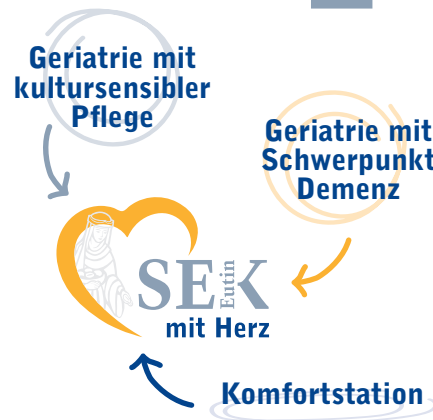 Geriatrie mit
kultursensibler
Pflege
Geriatrie mit
Schwerpunkt
Demenz
SEK
Eutin
mit Herz
Komfortstation